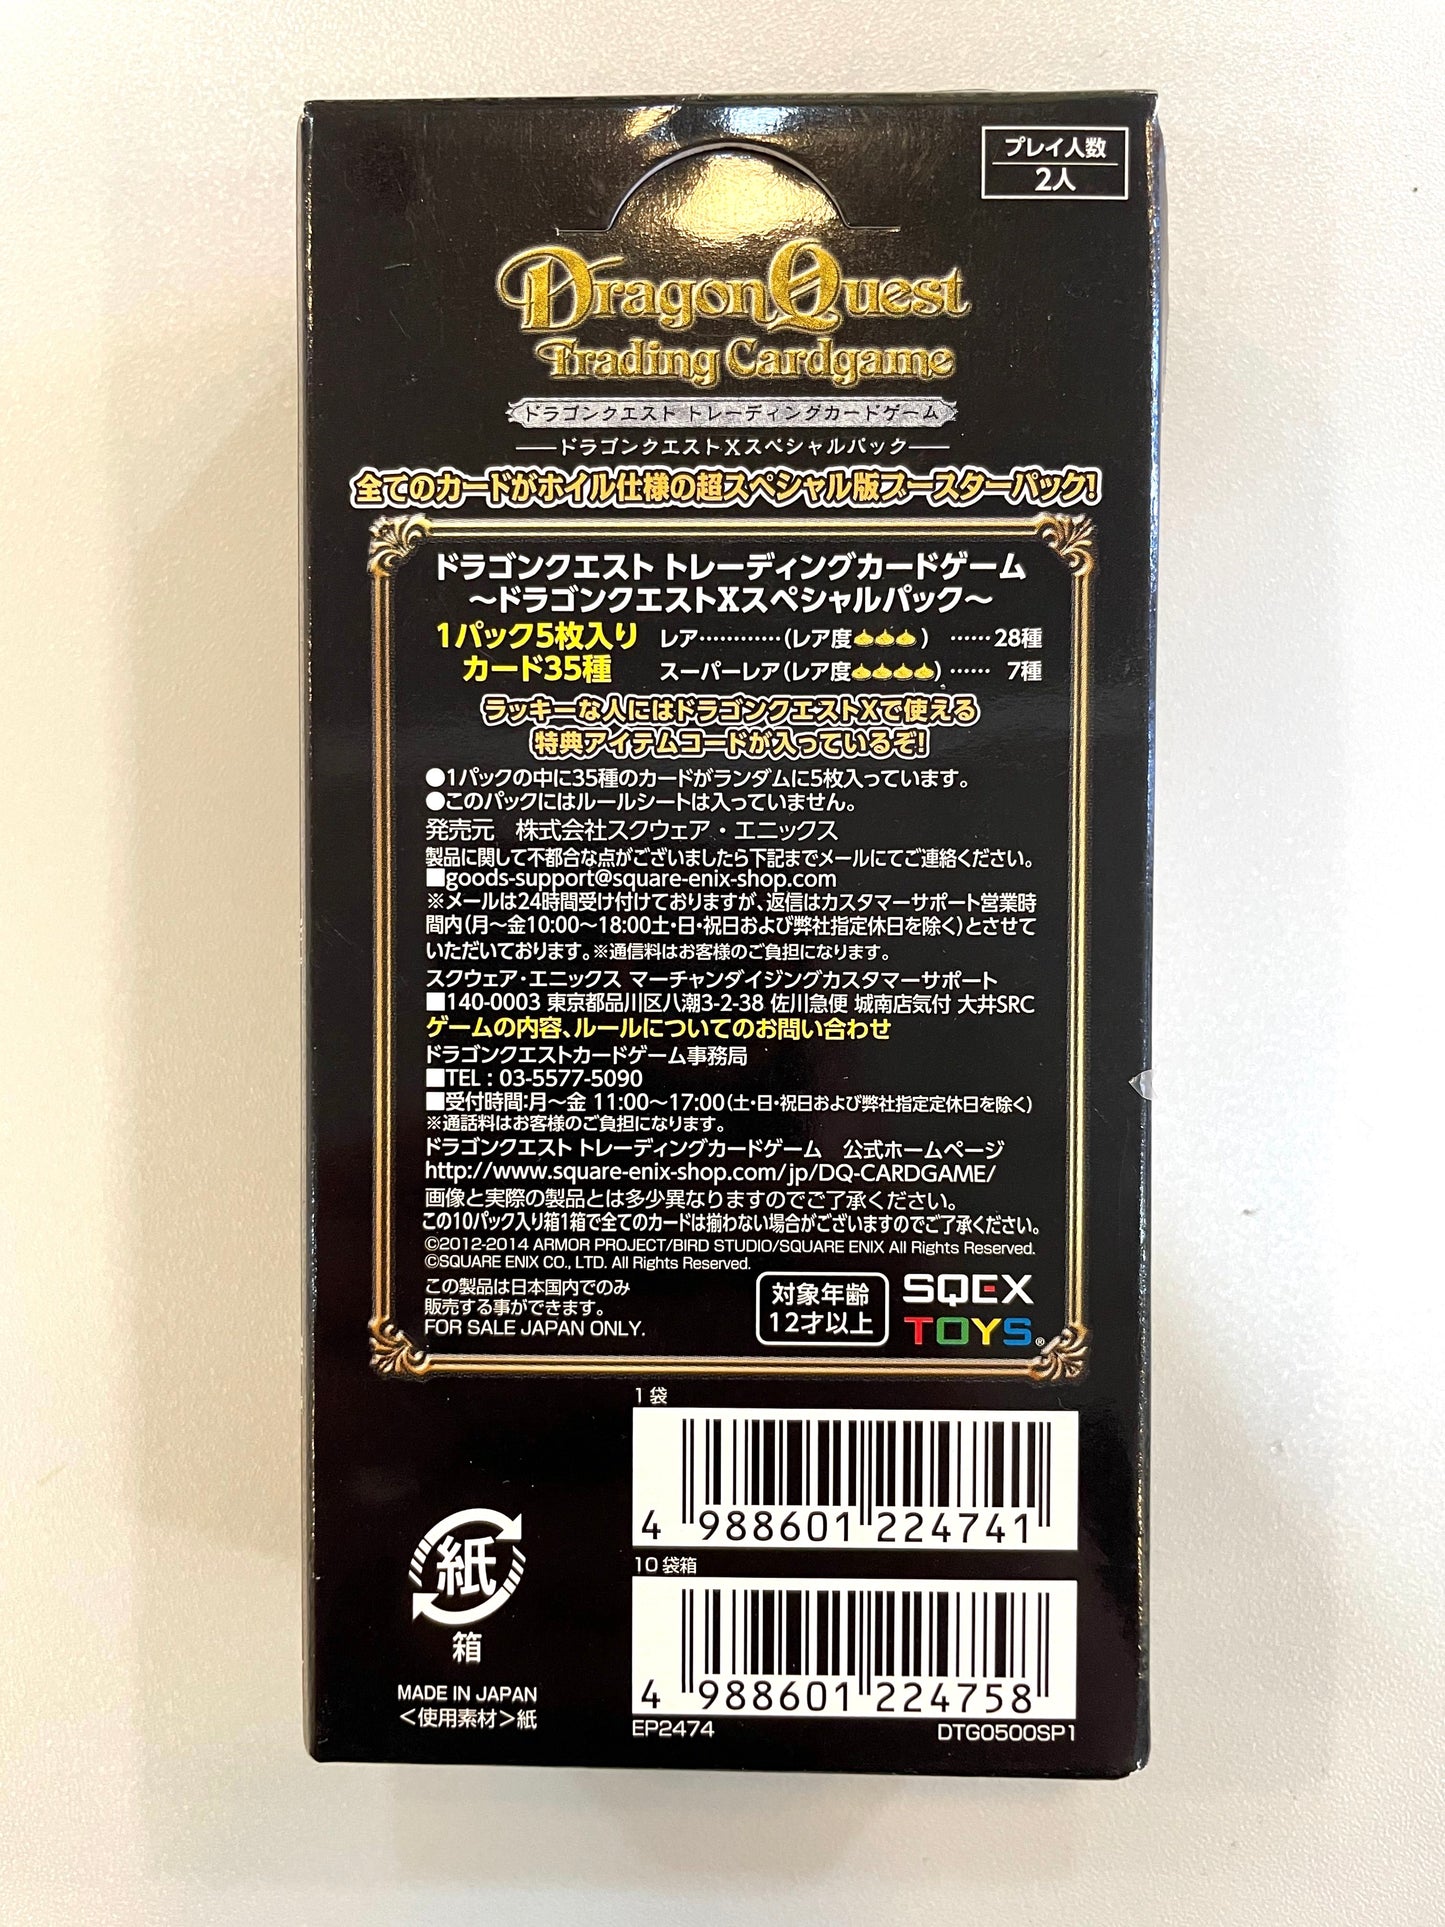 プレイ人数
2人
DragonQuest
Trading Cardgame
ドラゴンクエスト トレーディングカードゲーム
ドラゴンクエストXスペシャルパック
全てのカードがホイル仕様の超スペシャル版ブースターパック!
ドラゴンクエスト トレーディングカードゲーム
〜ドラゴンクエストXスペシャルパック〜
1パック5枚入り レア…………(レア度) ……28種
カード35種 スーパーレア(レア度) …… 7種
ラッキーな人にはドラゴンクエストXで使える
特典アイテムコードが入っているぞ!
●1パックの中に35種のカードがランダムに5枚入っています。
●このパックにはルールシートは入っていません。
発売元 株式会社スクウェア・エニックス
製品に関して不都合な点がございましたら下記までメールにてご連絡ください。
■goods-support@square-enix-shop.com
※メールは24時間受け付けておりますが、返信はカスタマーサポート営業時
間内(月〜金10:00〜18:00土・日・祝日および弊社指定休日を除く)とさせて
いただいております。※通信料はお客様のご負担になります。
スクウェア・エニックス マーチャンダイジングカスタマーサポート
■140-0003 東京都品川区八潮3-2-38 佐川急便 城南店気付 大井SRC
ゲームの内容、ルールについてのお問い合わせ
ドラゴンクエストカードゲーム事務局
■TEL : 03-5577-5090
■受付時間:月〜金 11:00〜17:00(土・日・祝日および弊社指定定休日を除く)
※通話料はお客様のご負担になります。
ドラゴンクエスト トレーディングカードゲーム 公式ホームページ
http://www.square-enix-shop.com/jp/DQ-CARDGAME/
画像と実際の製品とは多少異なりますのでご了承ください。
この10パック入り箱1箱で全てのカードは揃わない場合がございますのでご了承ください。
©2012-2014 ARMOR PROJECT/BIRD STUDIO/SQUARE ENIX All Rights Reserved.
©SQUARE ENIX CO., LTD. All Rights Reserved.
この製品は日本国内でのみ
販売する事ができます。
FOR SALE JAPAN ONLY.
対象年齢
12才以上
SQEX
TOYS®
1袋
4 988601 224741
10袋箱
4 988601 224758
EP2474 DTG0500SP1
紙
箱
MADE IN JAPAN
<使用素材>紙